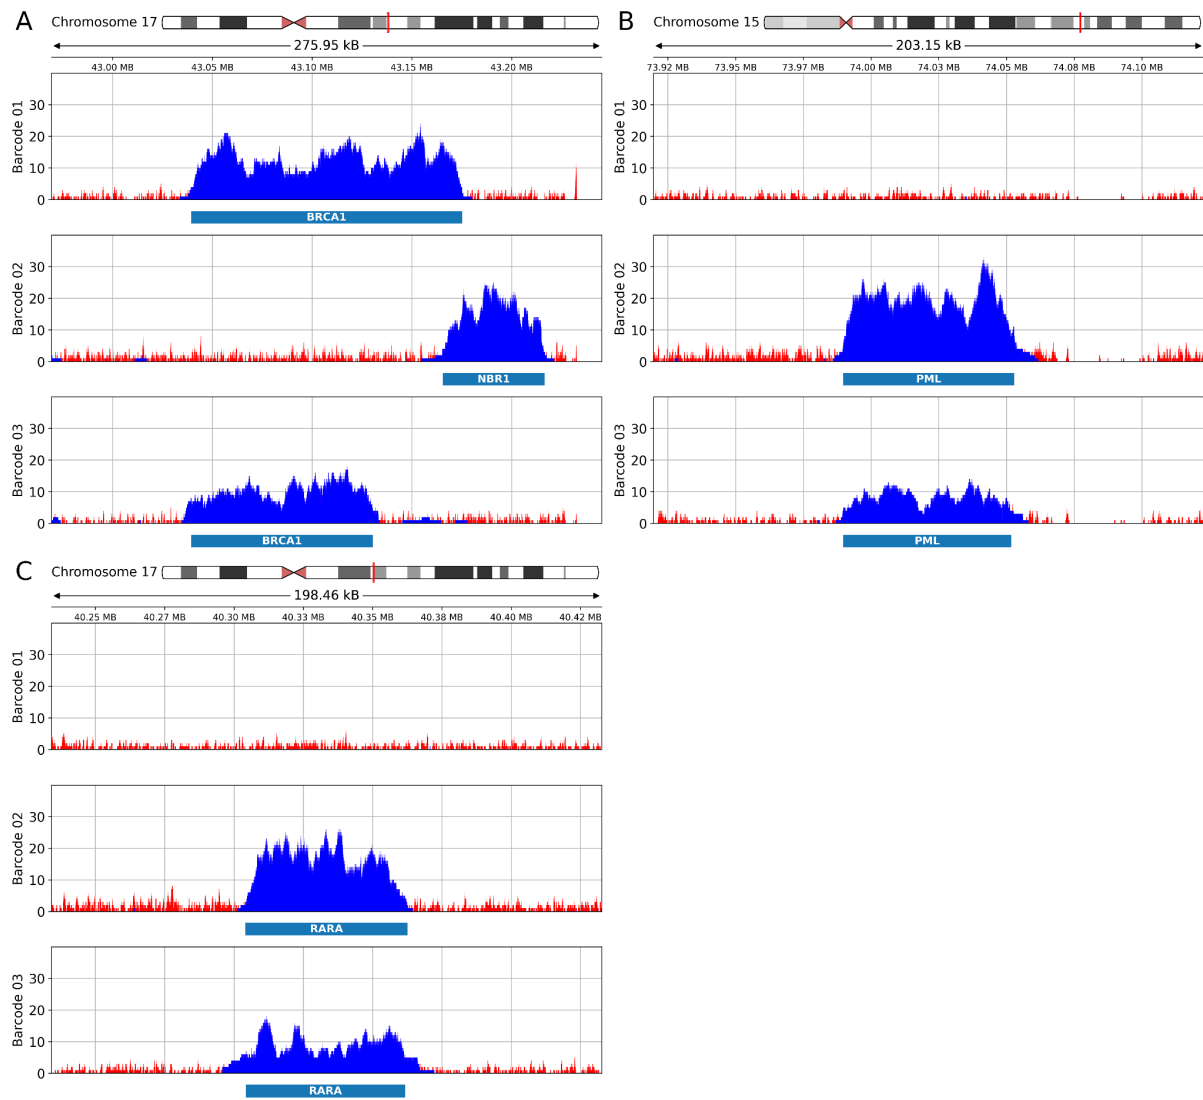 A
Chromosome 17
275.95 kB
43.00 MB 43.05 MB 43.10 MB 43.15 MB 43.20 MB
Barcode 01
30
20
10
0
BRCA1
Barcode 02
30
20
10
0
NBR1
Barcode 03
30
20
10
0
BRCA1
B
Chromosome 15
203.15 kB
73.92 MB 73.95 MB 73.97 MB 74.00 MB 74.03 MB 74.05 MB 74.08 MB 74.10 MB
Barcode 01
30
20
10
0
Barcode 02
30
20
10
0
PML
Barcode 03
30
20
10
0
PML
C
Chromosome 17
198.46 kB
40.25 MB 40.27 MB 40.30 MB 40.33 MB 40.35 MB 40.38 MB 40.40 MB 40.42 MB
Barcode 01
30
20
10
0
Barcode 02
30
20
10
0
RARA
Barcode 03
30
20
10
0
RARA